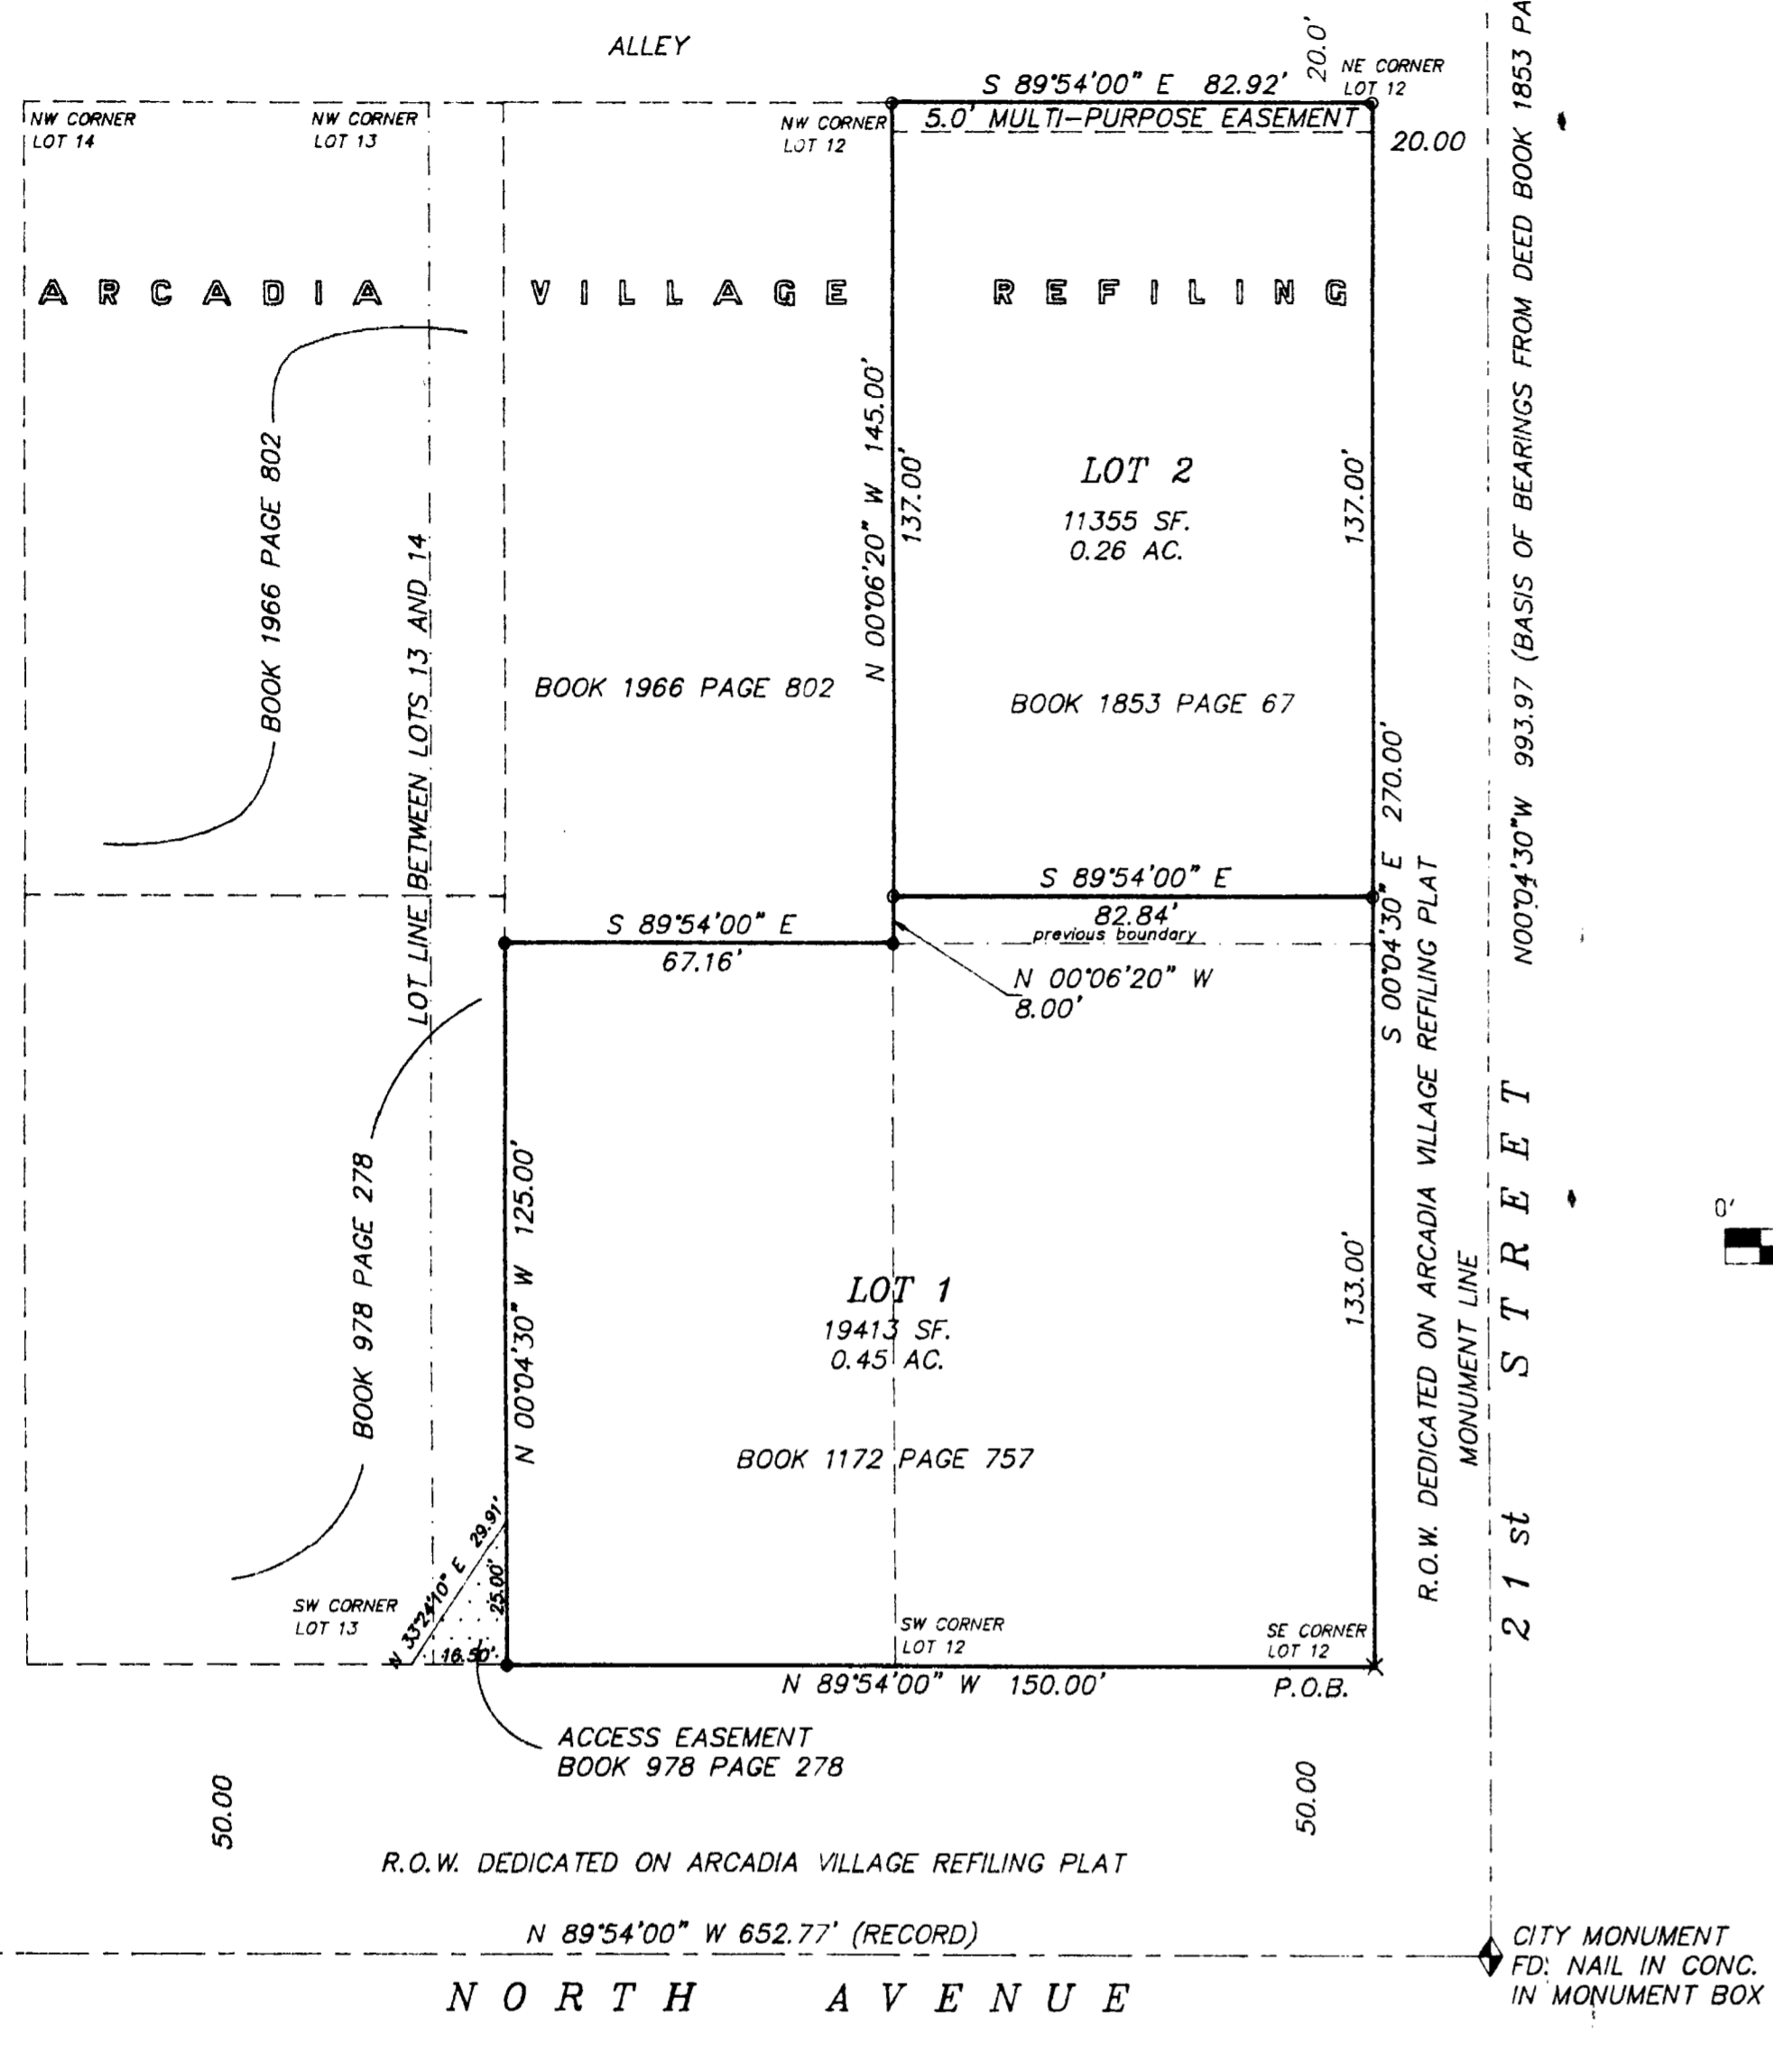 ALLEY
S 89°54'00" E 82.92'
20.0'
NE CORNER
LOT 12
NW CORNER
LOT 14
NW CORNER
LOT 13
NW CORNER
LOT 12
5.0' MULTI-PURPOSE EASEMENT
20.00
ARCADIA VILLAGE REFILING
N 00°06'20" W 145.00'
137.00'
LOT 2
11355 SF.
0.26 AC.
137.00'
BOOK 1966 PAGE 802
LOT LINE BETWEEN LOTS 13 AND 14
BOOK 1966 PAGE 802
BOOK 1853 PAGE 67
S 00°04'30" E 270.00'
N00°04'30"W 993.97 (BASIS OF BEARINGS FROM DEED BOOK 1853 PA
S 89°54'00" E
82.84'
previous boundary
S 89°54'00" E
67.16'
N 00°06'20" W
8.00'
BOOK 978 PAGE 278
N 00°04'30" W 125.00'
LOT 1
19413 SF.
0.45 AC.
133.00'
BOOK 1172 PAGE 757
R.O.W. DEDICATED ON ARCADIA VILLAGE REFILING PLAT
MONUMENT LINE
21st STREET
0'
N 33°24'10" E 29.91'
25.00'
16.50'
SW CORNER
LOT 13
SW CORNER
LOT 12
SE CORNER
LOT 12
N 89°54'00" W 150.00'
P.O.B.
ACCESS EASEMENT
BOOK 978 PAGE 278
50.00
50.00
R.O.W. DEDICATED ON ARCADIA VILLAGE REFILING PLAT
N 89°54'00" W 652.77' (RECORD)
NORTH AVENUE
CITY MONUMENT
FD. NAIL IN CONC.
IN MONUMENT BOX